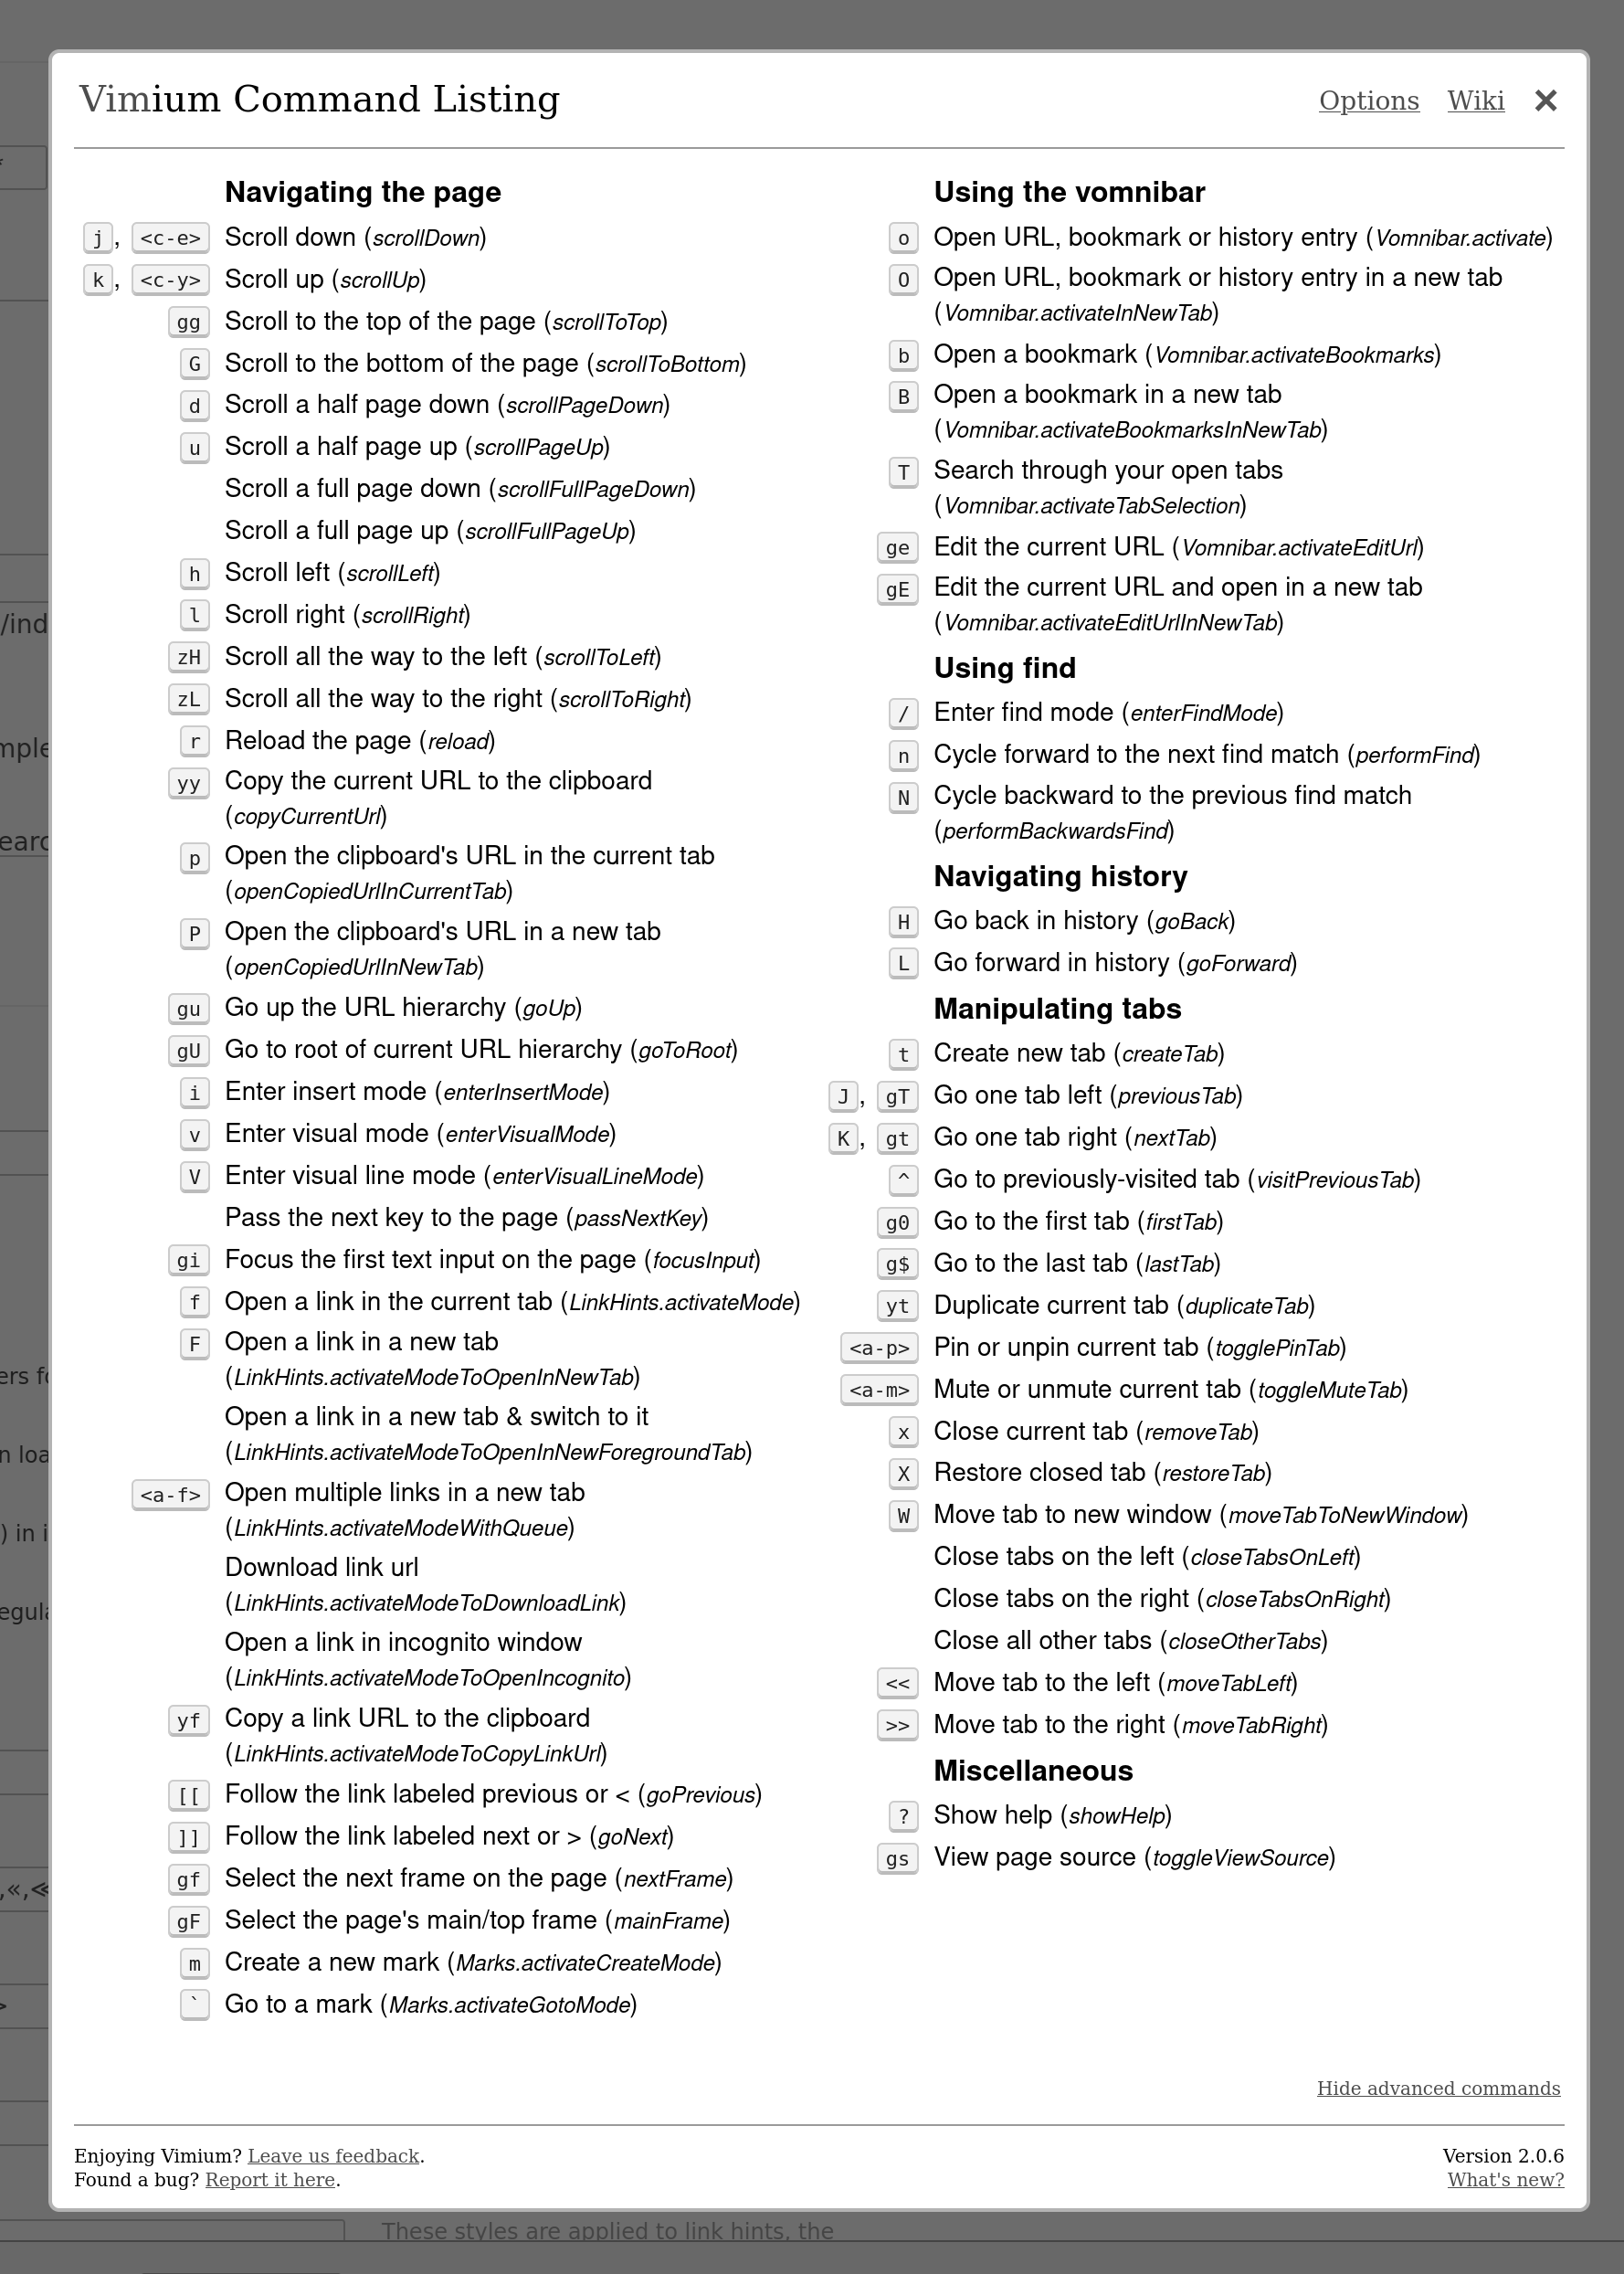 Vimium Command Listing
Options Wiki ✕
Navigating the page
j, <c-e> Scroll down (scrollDown)
k, <c-y> Scroll up (scrollUp)
gg Scroll to the top of the page (scrollToTop)
G Scroll to the bottom of the page (scrollToBottom)
d Scroll a half page down (scrollPageDown)
u Scroll a half page up (scrollPageUp)
Scroll a full page down (scrollFullPageDown)
Scroll a full page up (scrollFullPageUp)
h Scroll left (scrollLeft)
l Scroll right (scrollRight)
zH Scroll all the way to the left (scrollToLeft)
zL Scroll all the way to the right (scrollToRight)
r Reload the page (reload)
yy Copy the current URL to the clipboard
(copyCurrentUrl)
p Open the clipboard's URL in the current tab
(openCopiedUrlInCurrentTab)
P Open the clipboard's URL in a new tab
(openCopiedUrlInNewTab)
gu Go up the URL hierarchy (goUp)
gU Go to root of current URL hierarchy (goToRoot)
i Enter insert mode (enterInsertMode)
v Enter visual mode (enterVisualMode)
V Enter visual line mode (enterVisualLineMode)
Pass the next key to the page (passNextKey)
gi Focus the first text input on the page (focusInput)
f Open a link in the current tab (LinkHints.activateMode)
F Open a link in a new tab
(LinkHints.activateModeToOpenInNewTab)
Open a link in a new tab & switch to it
(LinkHints.activateModeToOpenInNewForegroundTab)
<a-f> Open multiple links in a new tab
(LinkHints.activateModeWithQueue)
Download link url
(LinkHints.activateModeToDownloadLink)
Open a link in incognito window
(LinkHints.activateModeToOpenIncognito)
yf Copy a link URL to the clipboard
(LinkHints.activateModeToCopyLinkUrl)
[[ Follow the link labeled previous or < (goPrevious)
]] Follow the link labeled next or > (goNext)
gf Select the next frame on the page (nextFrame)
gF Select the page's main/top frame (mainFrame)
m Create a new mark (Marks.activateCreateMode)
` Go to a mark (Marks.activateGotoMode)
Using the vomnibar
o Open URL, bookmark or history entry (Vomnibar.activate)
O Open URL, bookmark or history entry in a new tab
(Vomnibar.activateInNewTab)
b Open a bookmark (Vomnibar.activateBookmarks)
B Open a bookmark in a new tab
(Vomnibar.activateBookmarksInNewTab)
T Search through your open tabs
(Vomnibar.activateTabSelection)
ge Edit the current URL (Vomnibar.activateEditUrl)
gE Edit the current URL and open in a new tab
(Vomnibar.activateEditUrlInNewTab)
Using find
/ Enter find mode (enterFindMode)
n Cycle forward to the next find match (performFind)
N Cycle backward to the previous find match
(performBackwardsFind)
Navigating history
H Go back in history (goBack)
L Go forward in history (goForward)
Manipulating tabs
t Create new tab (createTab)
J, gT Go one tab left (previousTab)
K, gt Go one tab right (nextTab)
^ Go to previously-visited tab (visitPreviousTab)
g0 Go to the first tab (firstTab)
g$ Go to the last tab (lastTab)
yt Duplicate current tab (duplicateTab)
<a-p> Pin or unpin current tab (togglePinTab)
<a-m> Mute or unmute current tab (toggleMuteTab)
x Close current tab (removeTab)
X Restore closed tab (restoreTab)
W Move tab to new window (moveTabToNewWindow)
Close tabs on the left (closeTabsOnLeft)
Close tabs on the right (closeTabsOnRight)
Close all other tabs (closeOtherTabs)
<< Move tab to the left (moveTabLeft)
>> Move tab to the right (moveTabRight)
Miscellaneous
? Show help (showHelp)
gs View page source (toggleViewSource)
Hide advanced commands
Enjoying Vimium? Leave us feedback.
Found a bug? Report it here.
Version 2.0.6
What's new?
These styles are applied to link hints, the